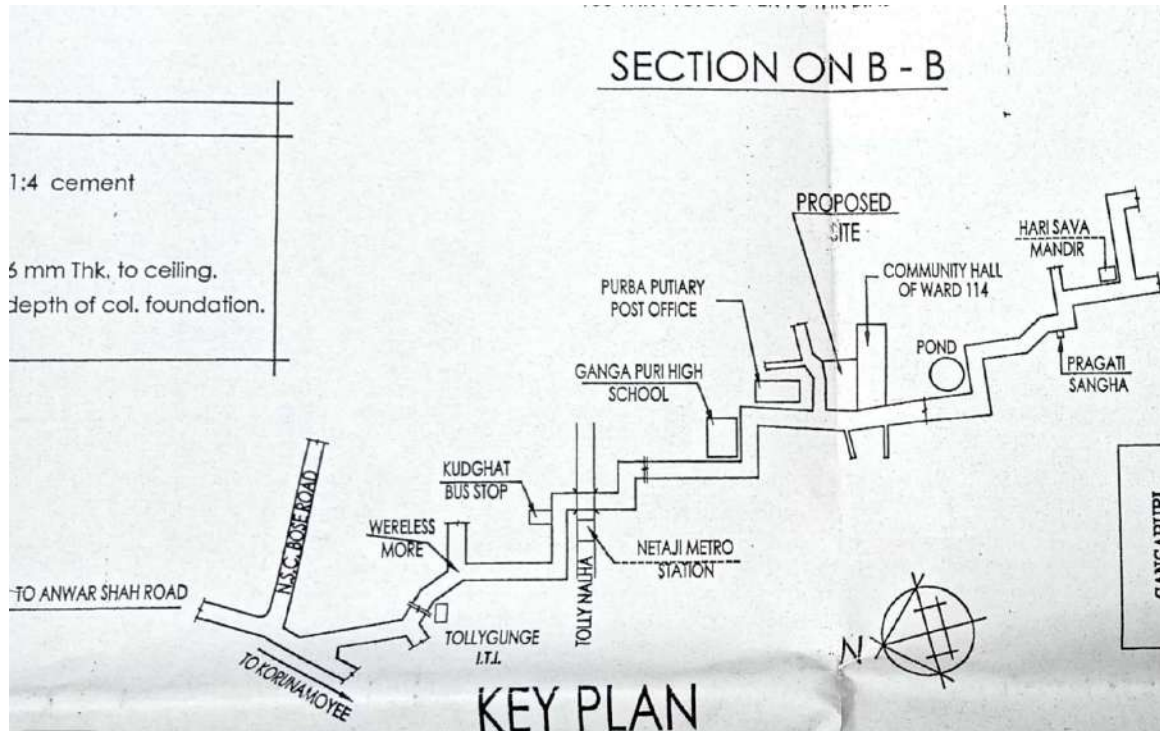 SECTION ON B - B
1:4 cement
6 mm Thk. to ceiling.
depth of col. foundation.
PROPOSED
SITE
HARI SAVA
MANDIR
COMMUNITY HALL
OF WARD 114
PURBA PUTIARY
POST OFFICE
POND
PRAGATI
SANGHA
GANGA PURI HIGH
SCHOOL
KUDGHAT
BUS STOP
N.S.C. BOSE ROAD
WERELESS
MORE
NETAJI METRO
STATION
TOLLY NALHA
TO ANWAR SHAH ROAD
TOLLYGUNGE
I.T.I.
TO KORUNAMOYEE
N
KEY PLAN